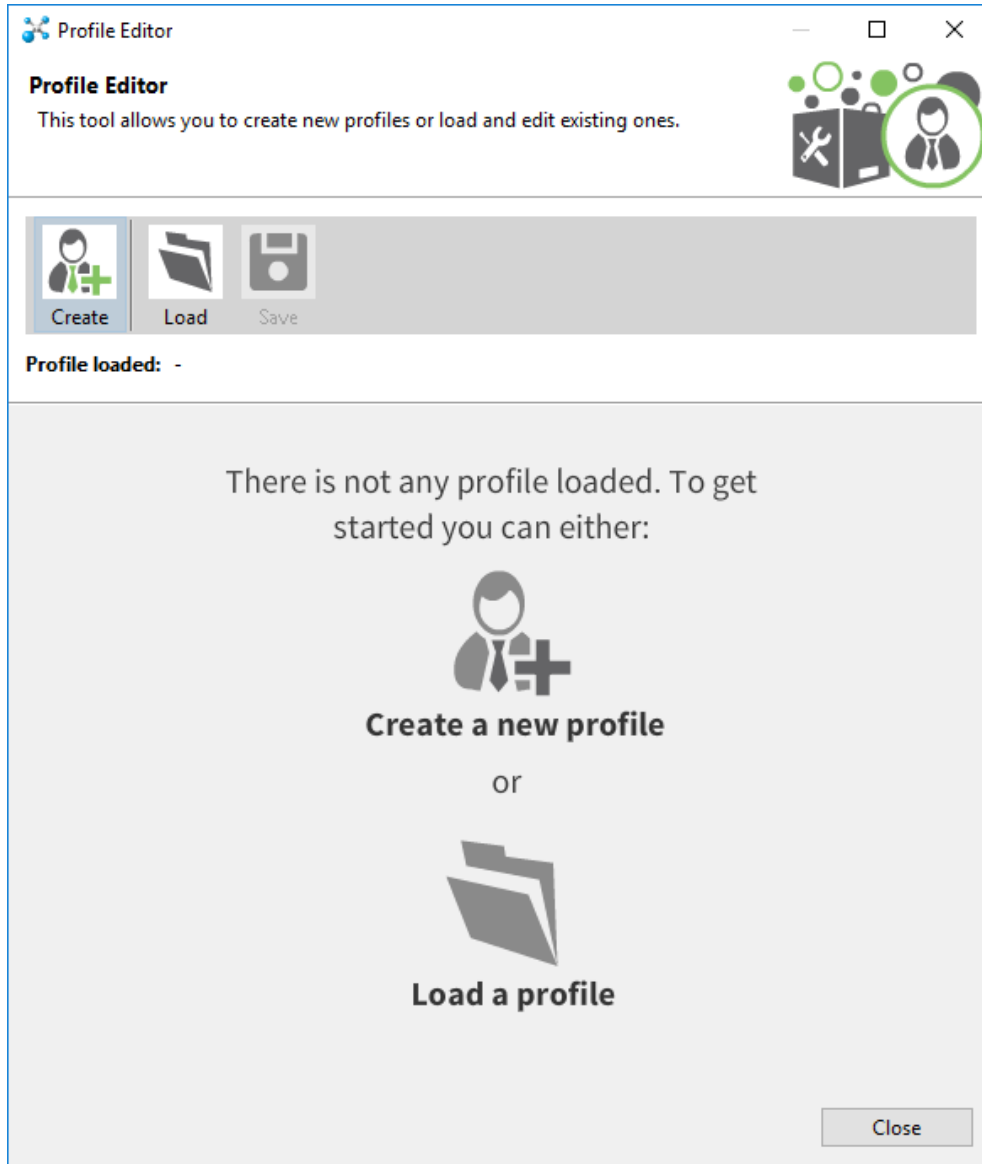 Profile Editor
Profile Editor
This tool allows you to create new profiles or load and edit existing ones.
Create Load Save
Profile loaded: -
There is not any profile loaded. To get
started you can either:
Create a new profile
or
Load a profile
Close